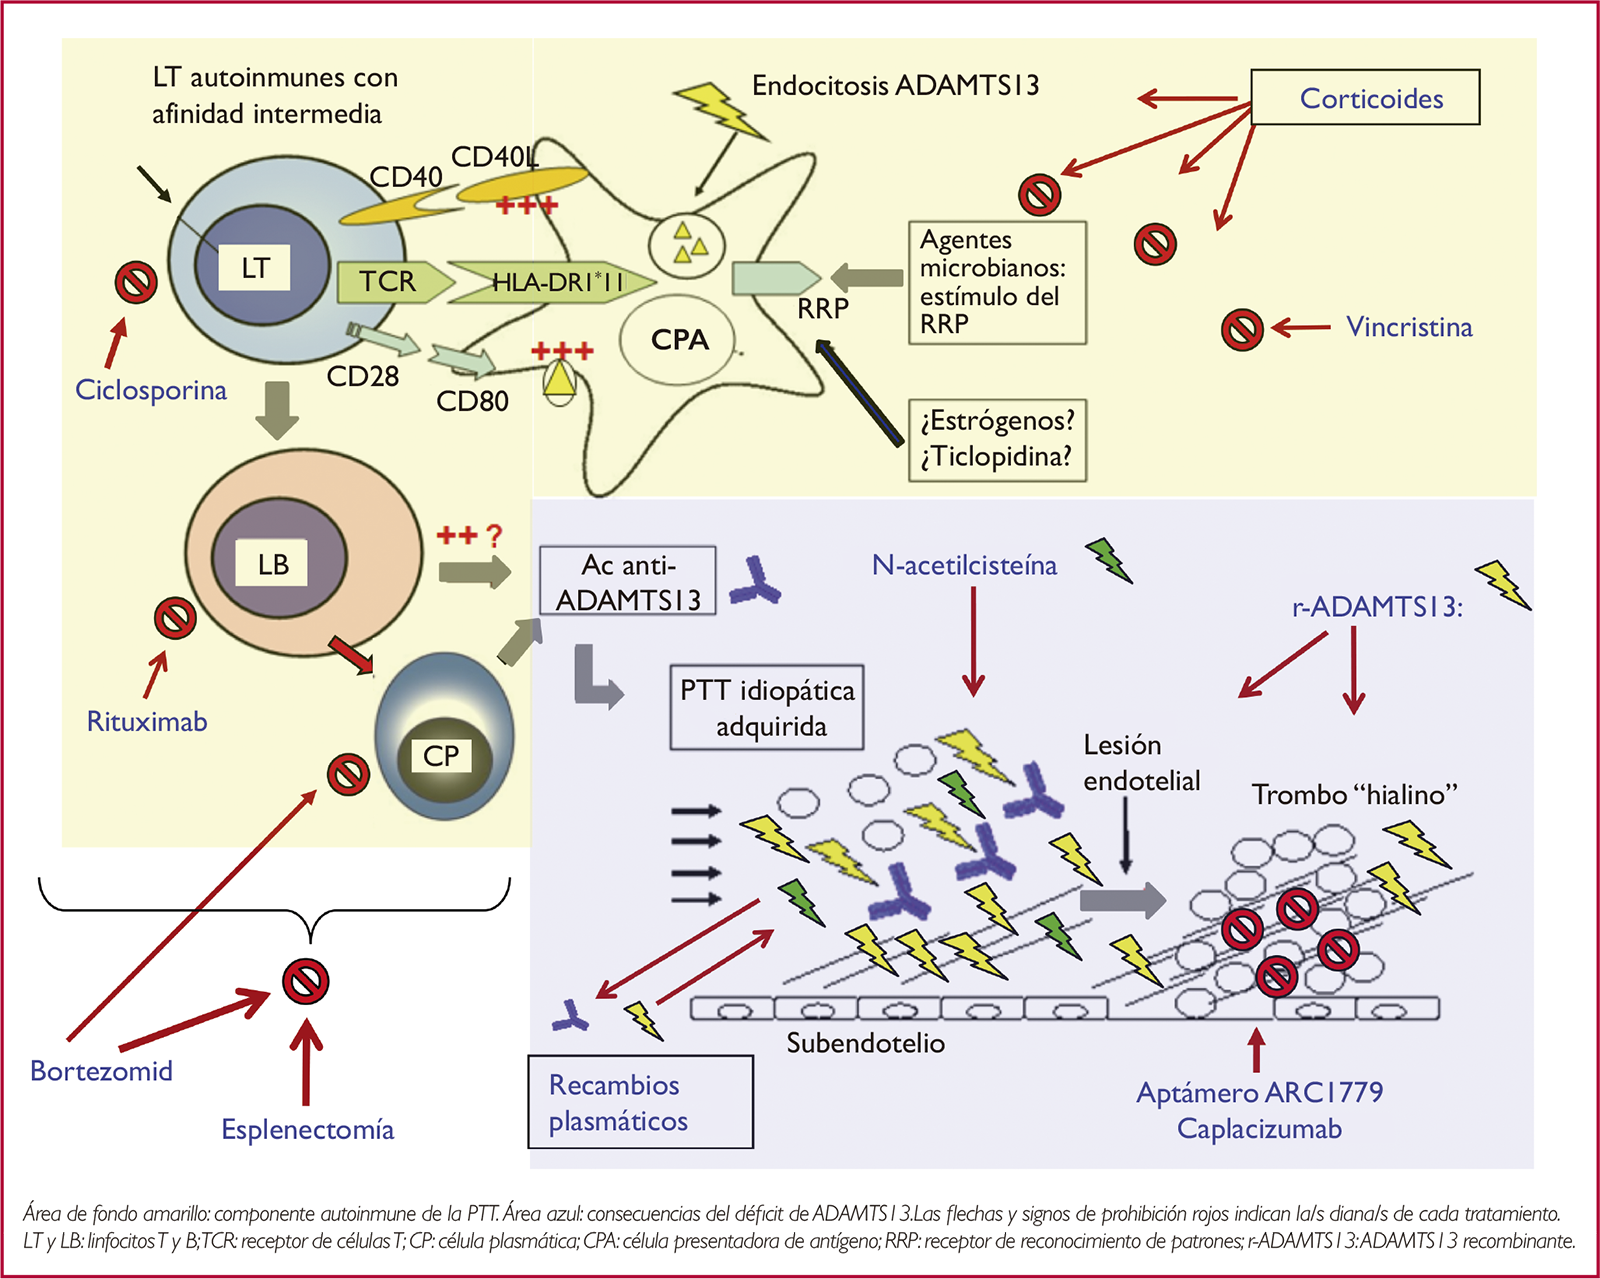 LT autoinmunes con
afinidad intermedia
Endocitosis ADAMTS13
Corticoides
CD40
CD40L
+++
LT
TCR
HLA-DR1*11
RRP
Agentes
microbianos:
estímulo del
RRP
CPA
Vincristina
Ciclosporina
CD28
+++
CD80
¿Estrógenos?
¿Ticlopidina?
LB
++ ?
Ac anti-
ADAMTS13
N-acetilcisteína
r-ADAMTS13:
Rituximab
CP
PTT idiopática
adquirida
Lesión
endotelial
Trombo “hialino”
Subendotelio
Bortezomid
Esplenectomía
Recambios
plasmáticos
Aptámero ARC1779
Caplacizumab
Área de fondo amarillo: componente autoinmune de la PTT. Área azul: consecuencias del déficit de ADAMTS13. Las flechas y signos de prohibición rojos indican la/s diana/s de cada tratamiento.
LT y LB: linfocitos T y B; TCR: receptor de células T; CP: célula plasmática; CPA: célula presentadora de antígeno; RRP: receptor de reconocimiento de patrones; r-ADAMTS13: ADAMTS13 recombinante.